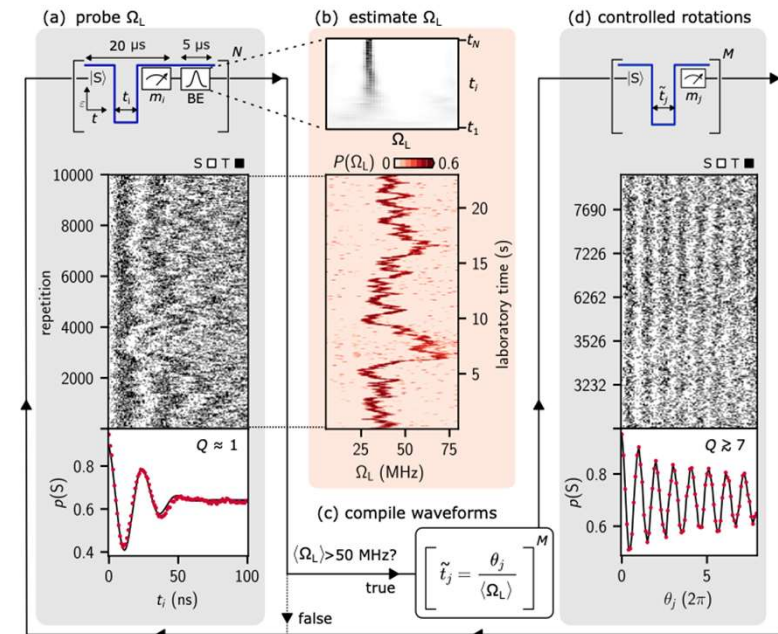 (a) probe Ω_L
20 μs
5 μs
N
|S⟩
t_i
m_i
BE
ε
t
S □ T ■
10000
8000
6000
4000
2000
repetition
Q ≈ 1
0.8
0.6
0.4
p(S)
0 50 100
t_i (ns)
(b) estimate Ω_L
t_N
t_i
t_1
Ω_L
P(Ω_L) 0 0.6
20
15
10
5
laboratory time (s)
25 50 75
Ω_L (MHz)
(c) compile waveforms
⟨Ω_L⟩>50 MHz?
true
false
[ t̃_j = θ_j / ⟨Ω_L⟩ ]^M
(d) controlled rotations
M
|S⟩
t̃_j
m_j
S □ T ■
7690
7226
6262
3526
3232
Q ≳ 7
0.8
0.6
p(S)
0 5
θ_j (2π)